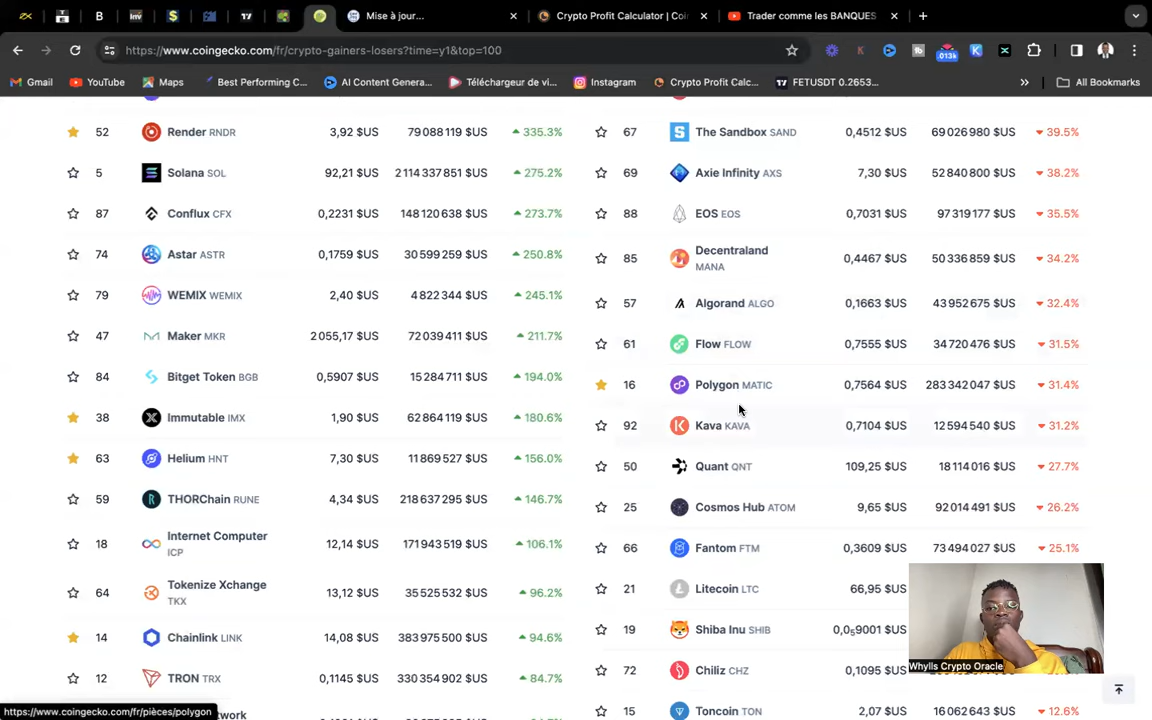 Mise à jour...
Crypto Profit Calculator | Coi
Trader comme les BANQUES
https://www.coingecko.com/fr/crypto-gainers-losers?time=y1&top=100
013k
Gmail
YouTube
Maps
Best Performing C...
AI Content Genera...
Téléchargeur de vi...
Instagram
Crypto Profit Calc...
FETUSDT 0.2653...
All Bookmarks
52 Render RNDR 3,92 $US 79 088 119 $US 335.3%
67 The Sandbox SAND 0,4512 $US 69 026 980 $US 39.5%
5 Solana SOL 92,21 $US 2 114 337 851 $US 275.2%
69 Axie Infinity AXS 7,30 $US 52 840 800 $US 38.2%
87 Conflux CFX 0,2231 $US 148 120 638 $US 273.7%
88 EOS EOS 0,7031 $US 97 319 177 $US 35.5%
74 Astar ASTR 0,1759 $US 30 599 259 $US 250.8%
85 Decentraland MANA 0,4467 $US 50 336 859 $US 34.2%
79 WEMIX WEMIX 2,40 $US 4 822 344 $US 245.1%
57 Algorand ALGO 0,1663 $US 43 952 675 $US 32.4%
47 Maker MKR 2 055,17 $US 72 039 411 $US 211.7%
61 Flow FLOW 0,7555 $US 34 720 476 $US 31.5%
84 Bitget Token BGB 0,5907 $US 15 284 711 $US 194.0%
16 Polygon MATIC 0,7564 $US 283 342 047 $US 31.4%
38 Immutable IMX 1,90 $US 62 864 119 $US 180.6%
92 Kava KAVA 0,7104 $US 12 594 540 $US 31.2%
63 Helium HNT 7,30 $US 11 869 527 $US 156.0%
50 Quant QNT 109,25 $US 18 114 016 $US 27.7%
59 THORChain RUNE 4,34 $US 218 637 295 $US 146.7%
25 Cosmos Hub ATOM 9,65 $US 92 014 491 $US 26.2%
18 Internet Computer ICP 12,14 $US 171 943 519 $US 106.1%
66 Fantom FTM 0,3609 $US 73 494 027 $US 25.1%
64 Tokenize Xchange TKX 13,12 $US 35 525 532 $US 96.2%
21 Litecoin LTC 66,95 $US
14 Chainlink LINK 14,08 $US 383 975 500 $US 94.6%
19 Shiba Inu SHIB 0,0₅9001 $US
12 TRON TRX 0,1145 $US 330 354 902 $US 84.7%
72 Chiliz CHZ 0,1095 $US
15 Toncoin TON 2,07 $US 16 062 643 $US 12.6%
Whylls Crypto Oracle
https://www.coingecko.com/fr/pièces/polygon